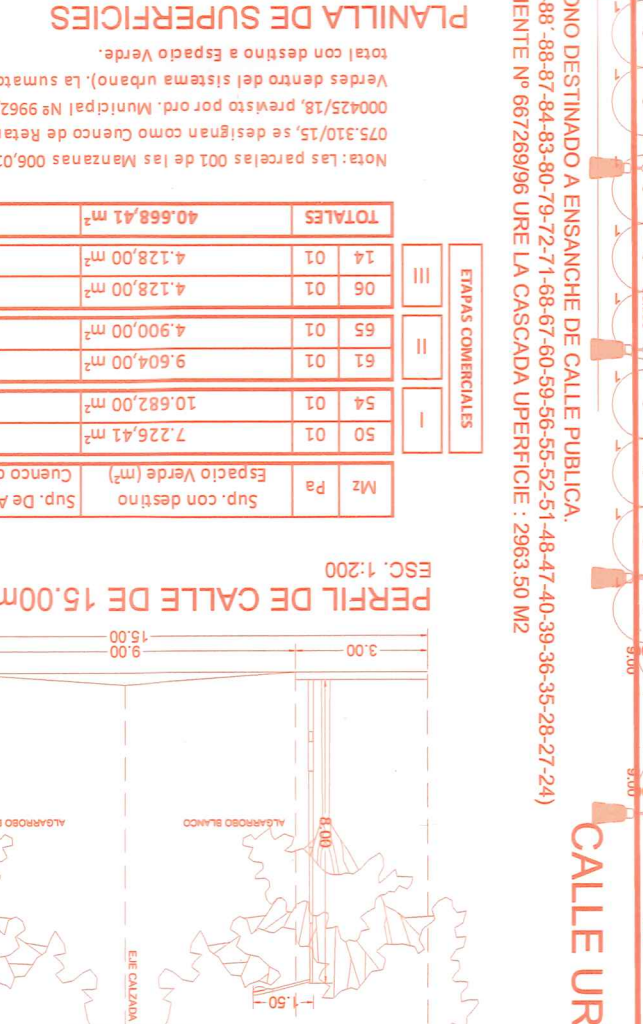 PERFIL DE CALLE DE 15.00m
ESC. 1:200
3.00
9.00
15.00
8.00
1.50
ALGARROBO BLANCO
ALGARROBO
EJE CALZADA
Mz Pa Sup. con destino Sup. De A
Espacio Verde (m²) Cuenco
50 01 7.226,41 m²
54 01 10.682,00 m²
61 01 9.604,00 m²
65 01 4.900,00 m²
06 01 4.128,00 m²
14 01 4.128,00 m²
TOTALES 40.668,41 m²
I
II
III
ETAPAS COMERCIALES
Nota: Las parcelas 001 de las Manzanas 006,0
075.310/15, se designan como Cuenco de Reta
000425/18, previsto por ord. Municipal Nº 9962
Verdes dentro del sistema urbano). La sumato
total con destino a Espacio Verde.
PLANILLA DE SUPERFICIES
ONO DESTINADO A ENSANCHE DE CALLE PUBLICA.
-88'-88-87-84-83-80-79-72-71-68-67-60-59-56-55-52-51-48-47-40-39-36-35-28-27-24)
IENTE Nº 667269/96 URE LA CASCADA UPERFICIE : 2963.50 M2
CALLE UR
9.00
9.00
1
1
1
1
1